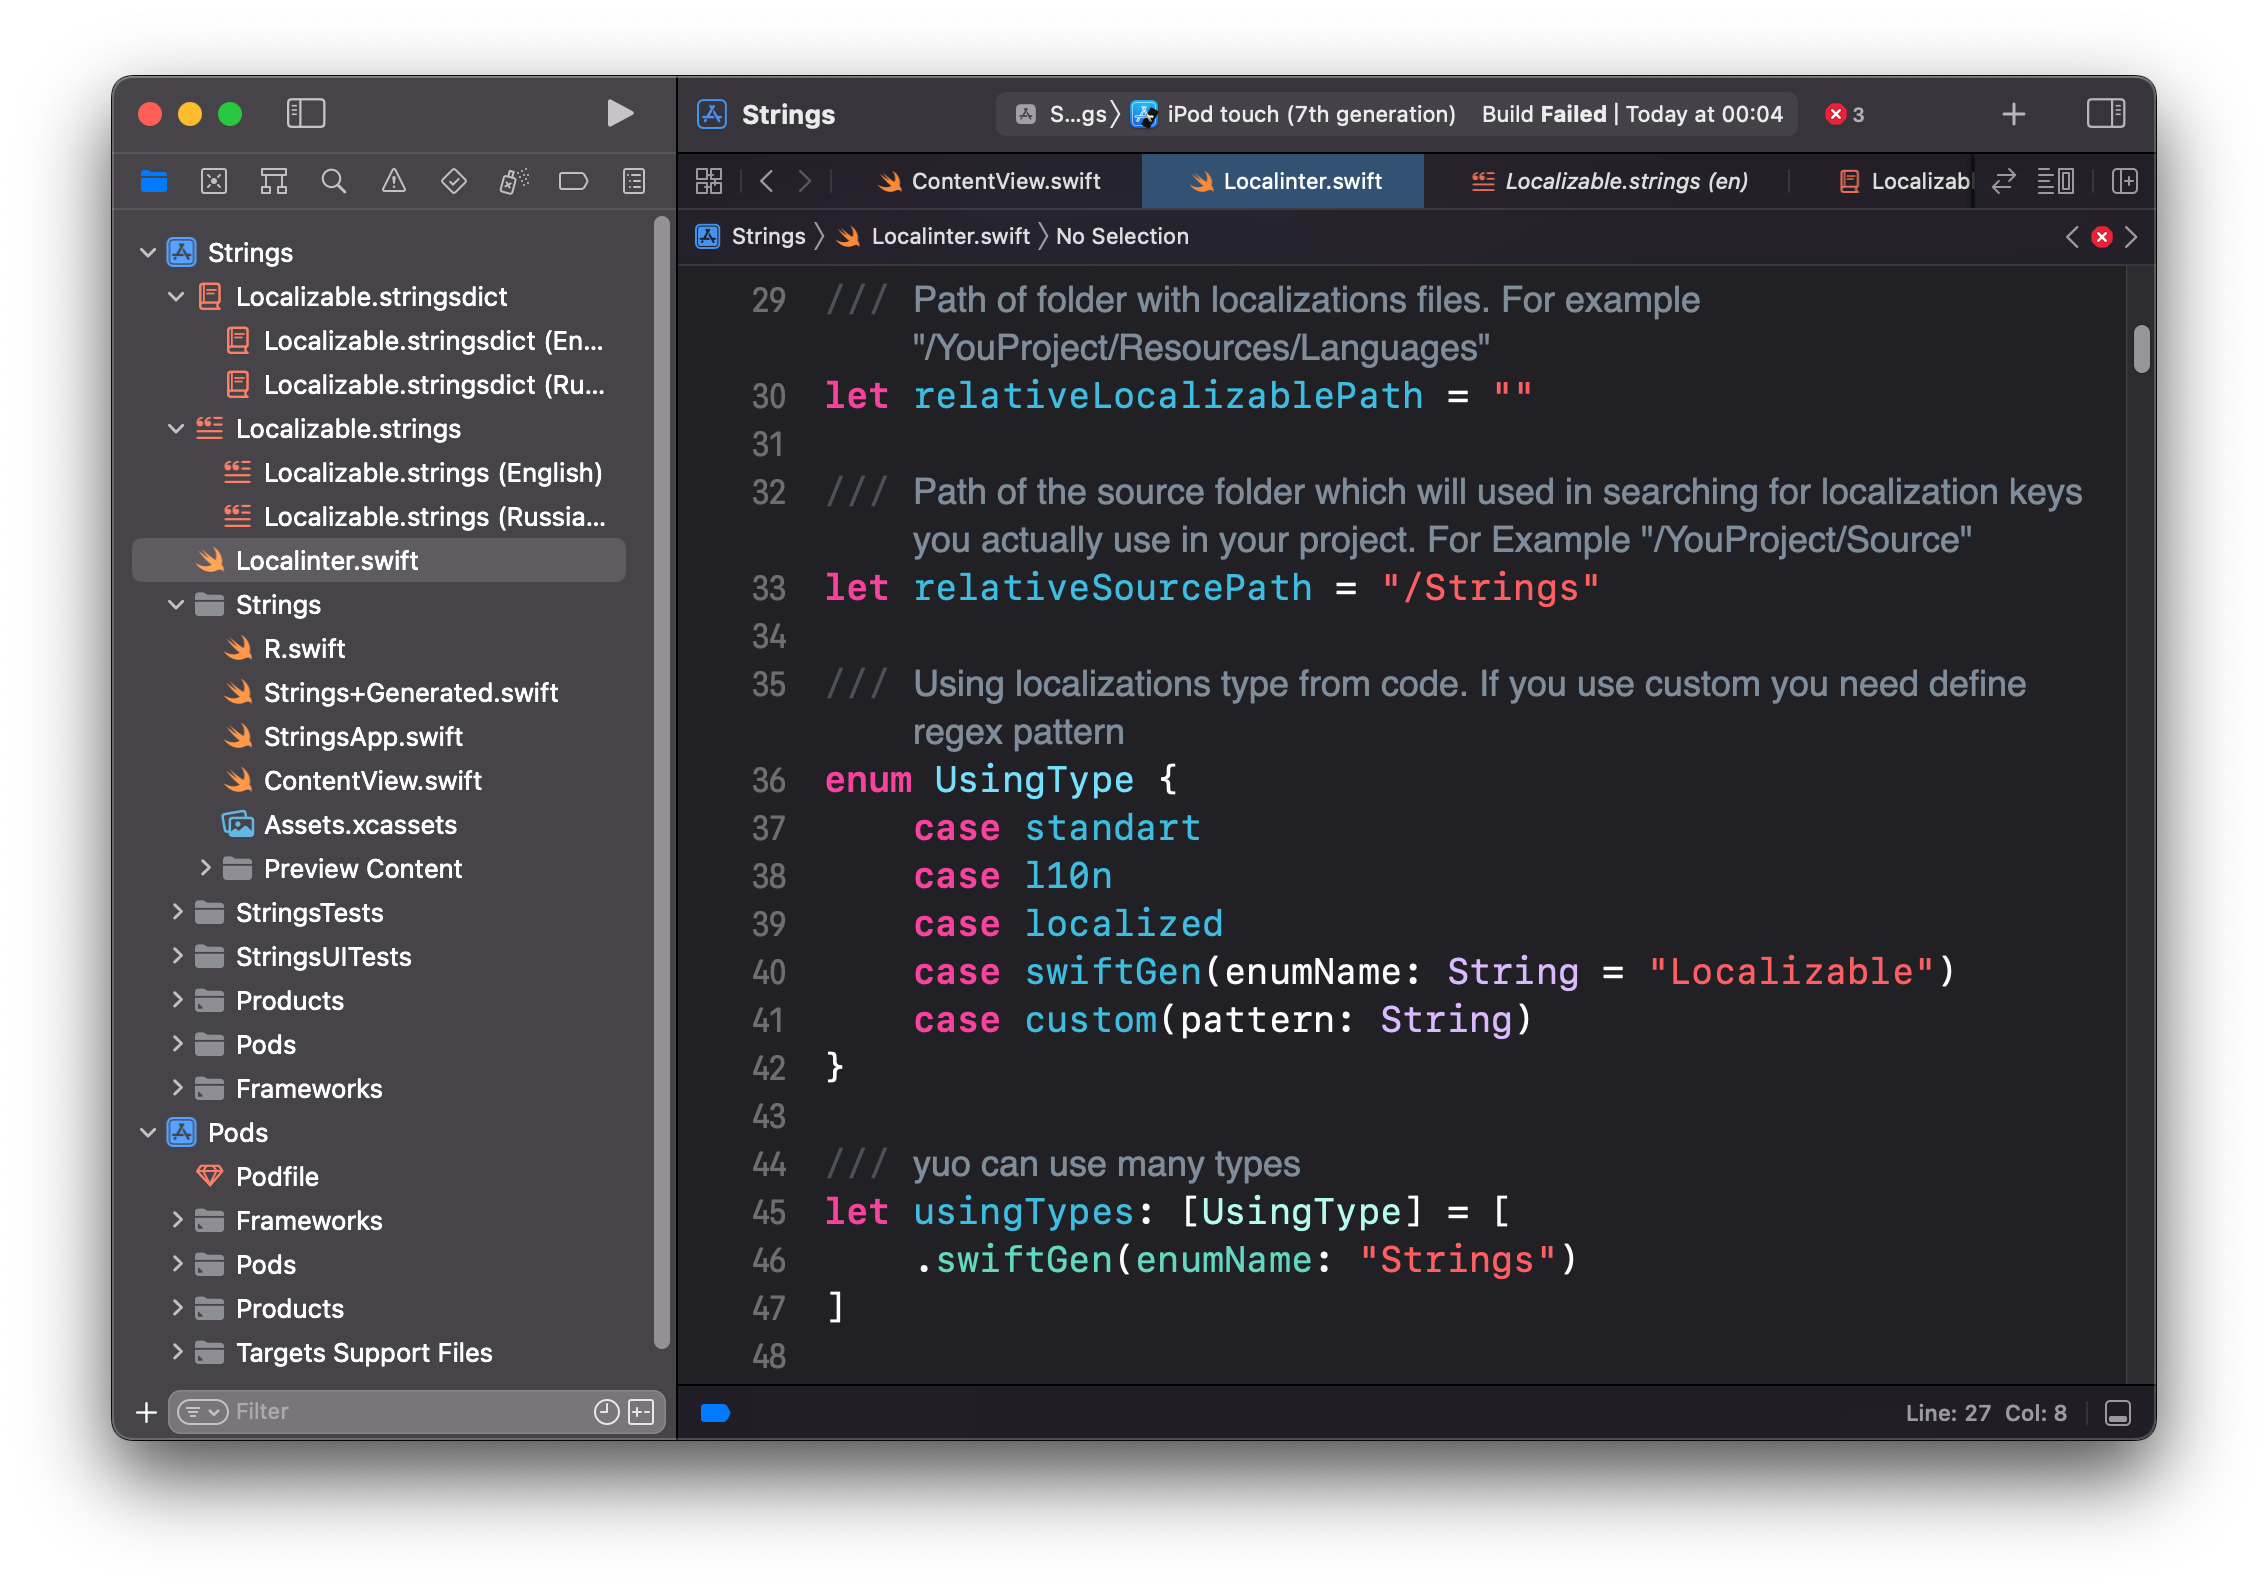 Strings
S...gs
iPod touch (7th generation)
Build Failed | Today at 00:04
3
ContentView.swift
Localinter.swift
Localizable.strings (en)
Localizab
Strings
Localinter.swift
No Selection
Strings
Localizable.stringsdict
Localizable.stringsdict (En...
Localizable.stringsdict (Ru...
Localizable.strings
Localizable.strings (English)
Localizable.strings (Russia...
Localinter.swift
Strings
R.swift
Strings+Generated.swift
StringsApp.swift
ContentView.swift
Assets.xcassets
Preview Content
StringsTests
StringsUITests
Products
Pods
Frameworks
Pods
Podfile
Frameworks
Pods
Products
Targets Support Files
Filter
29 /// Path of folder with localizations files. For example
"/YouProject/Resources/Languages"
30 let relativeLocalizablePath = ""
31
32 /// Path of the source folder which will used in searching for localization keys
you actually use in your project. For Example "/YouProject/Source"
33 let relativeSourcePath = "/Strings"
34
35 /// Using localizations type from code. If you use custom you need define
regex pattern
36 enum UsingType {
37 case standart
38 case l10n
39 case localized
40 case swiftGen(enumName: String = "Localizable")
41 case custom(pattern: String)
42 }
43
44 /// yuo can use many types
45 let usingTypes: [UsingType] = [
46 .swiftGen(enumName: "Strings")
47 ]
48
Line: 27 Col: 8